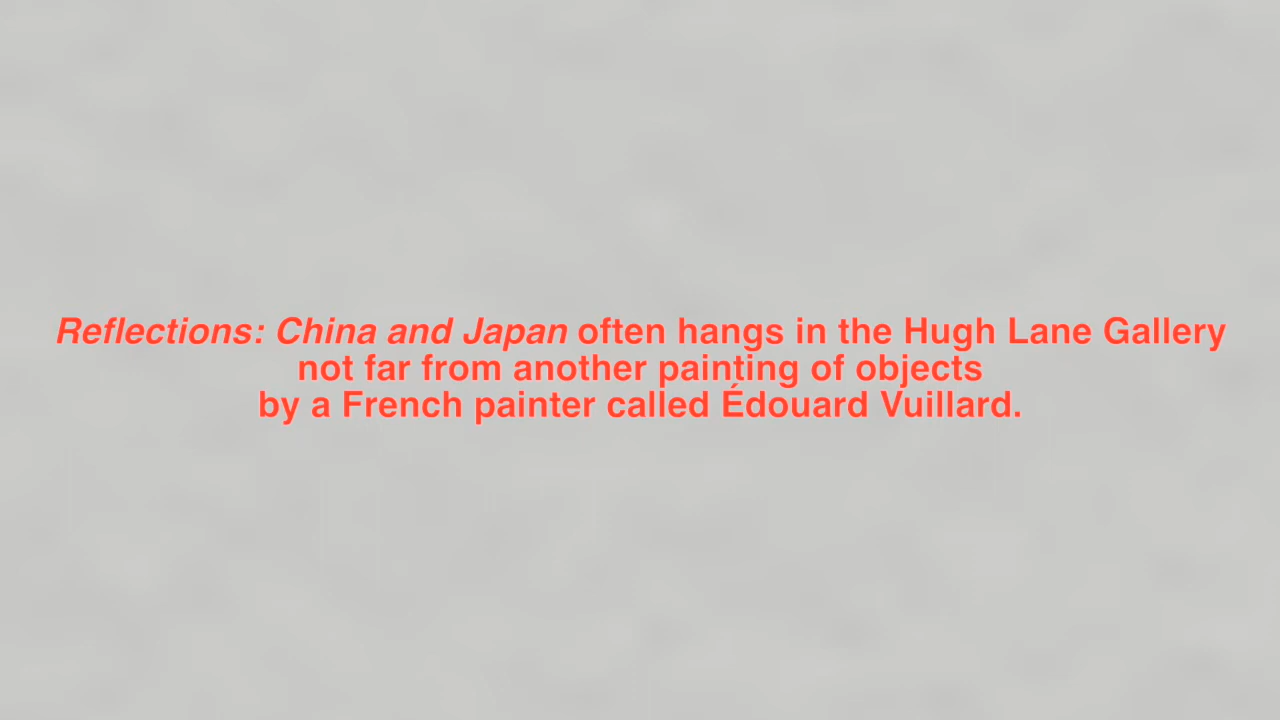 Reflections: China and Japan often hangs in the Hugh Lane Gallery
not far from another painting of objects
by a French painter called Édouard Vuillard.